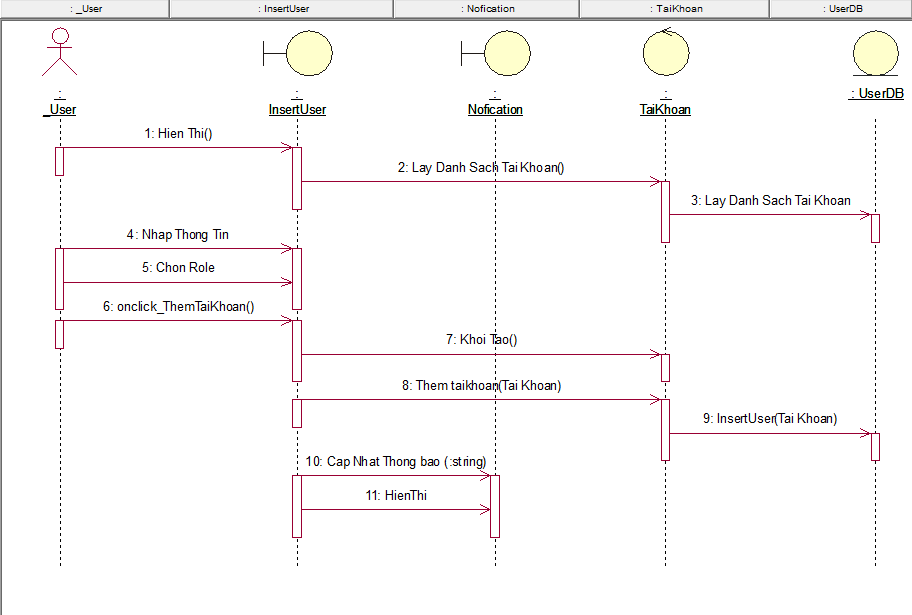 : _User
: InsertUser
: Nofication
: TaiKhoan
: UserDB
:
_User
:
InsertUser
:
Nofication
:
TaiKhoan
: UserDB
1: Hien Thi()
2: Lay Danh Sach Tai Khoan()
3: Lay Danh Sach Tai Khoan
4: Nhap Thong Tin
5: Chon Role
6: onclick_ThemTaiKhoan()
7: Khoi Tao()
8: Them taikhoan(Tai Khoan)
9: InsertUser(Tai Khoan)
10: Cap Nhat Thong bao (:string)
11: HienThi